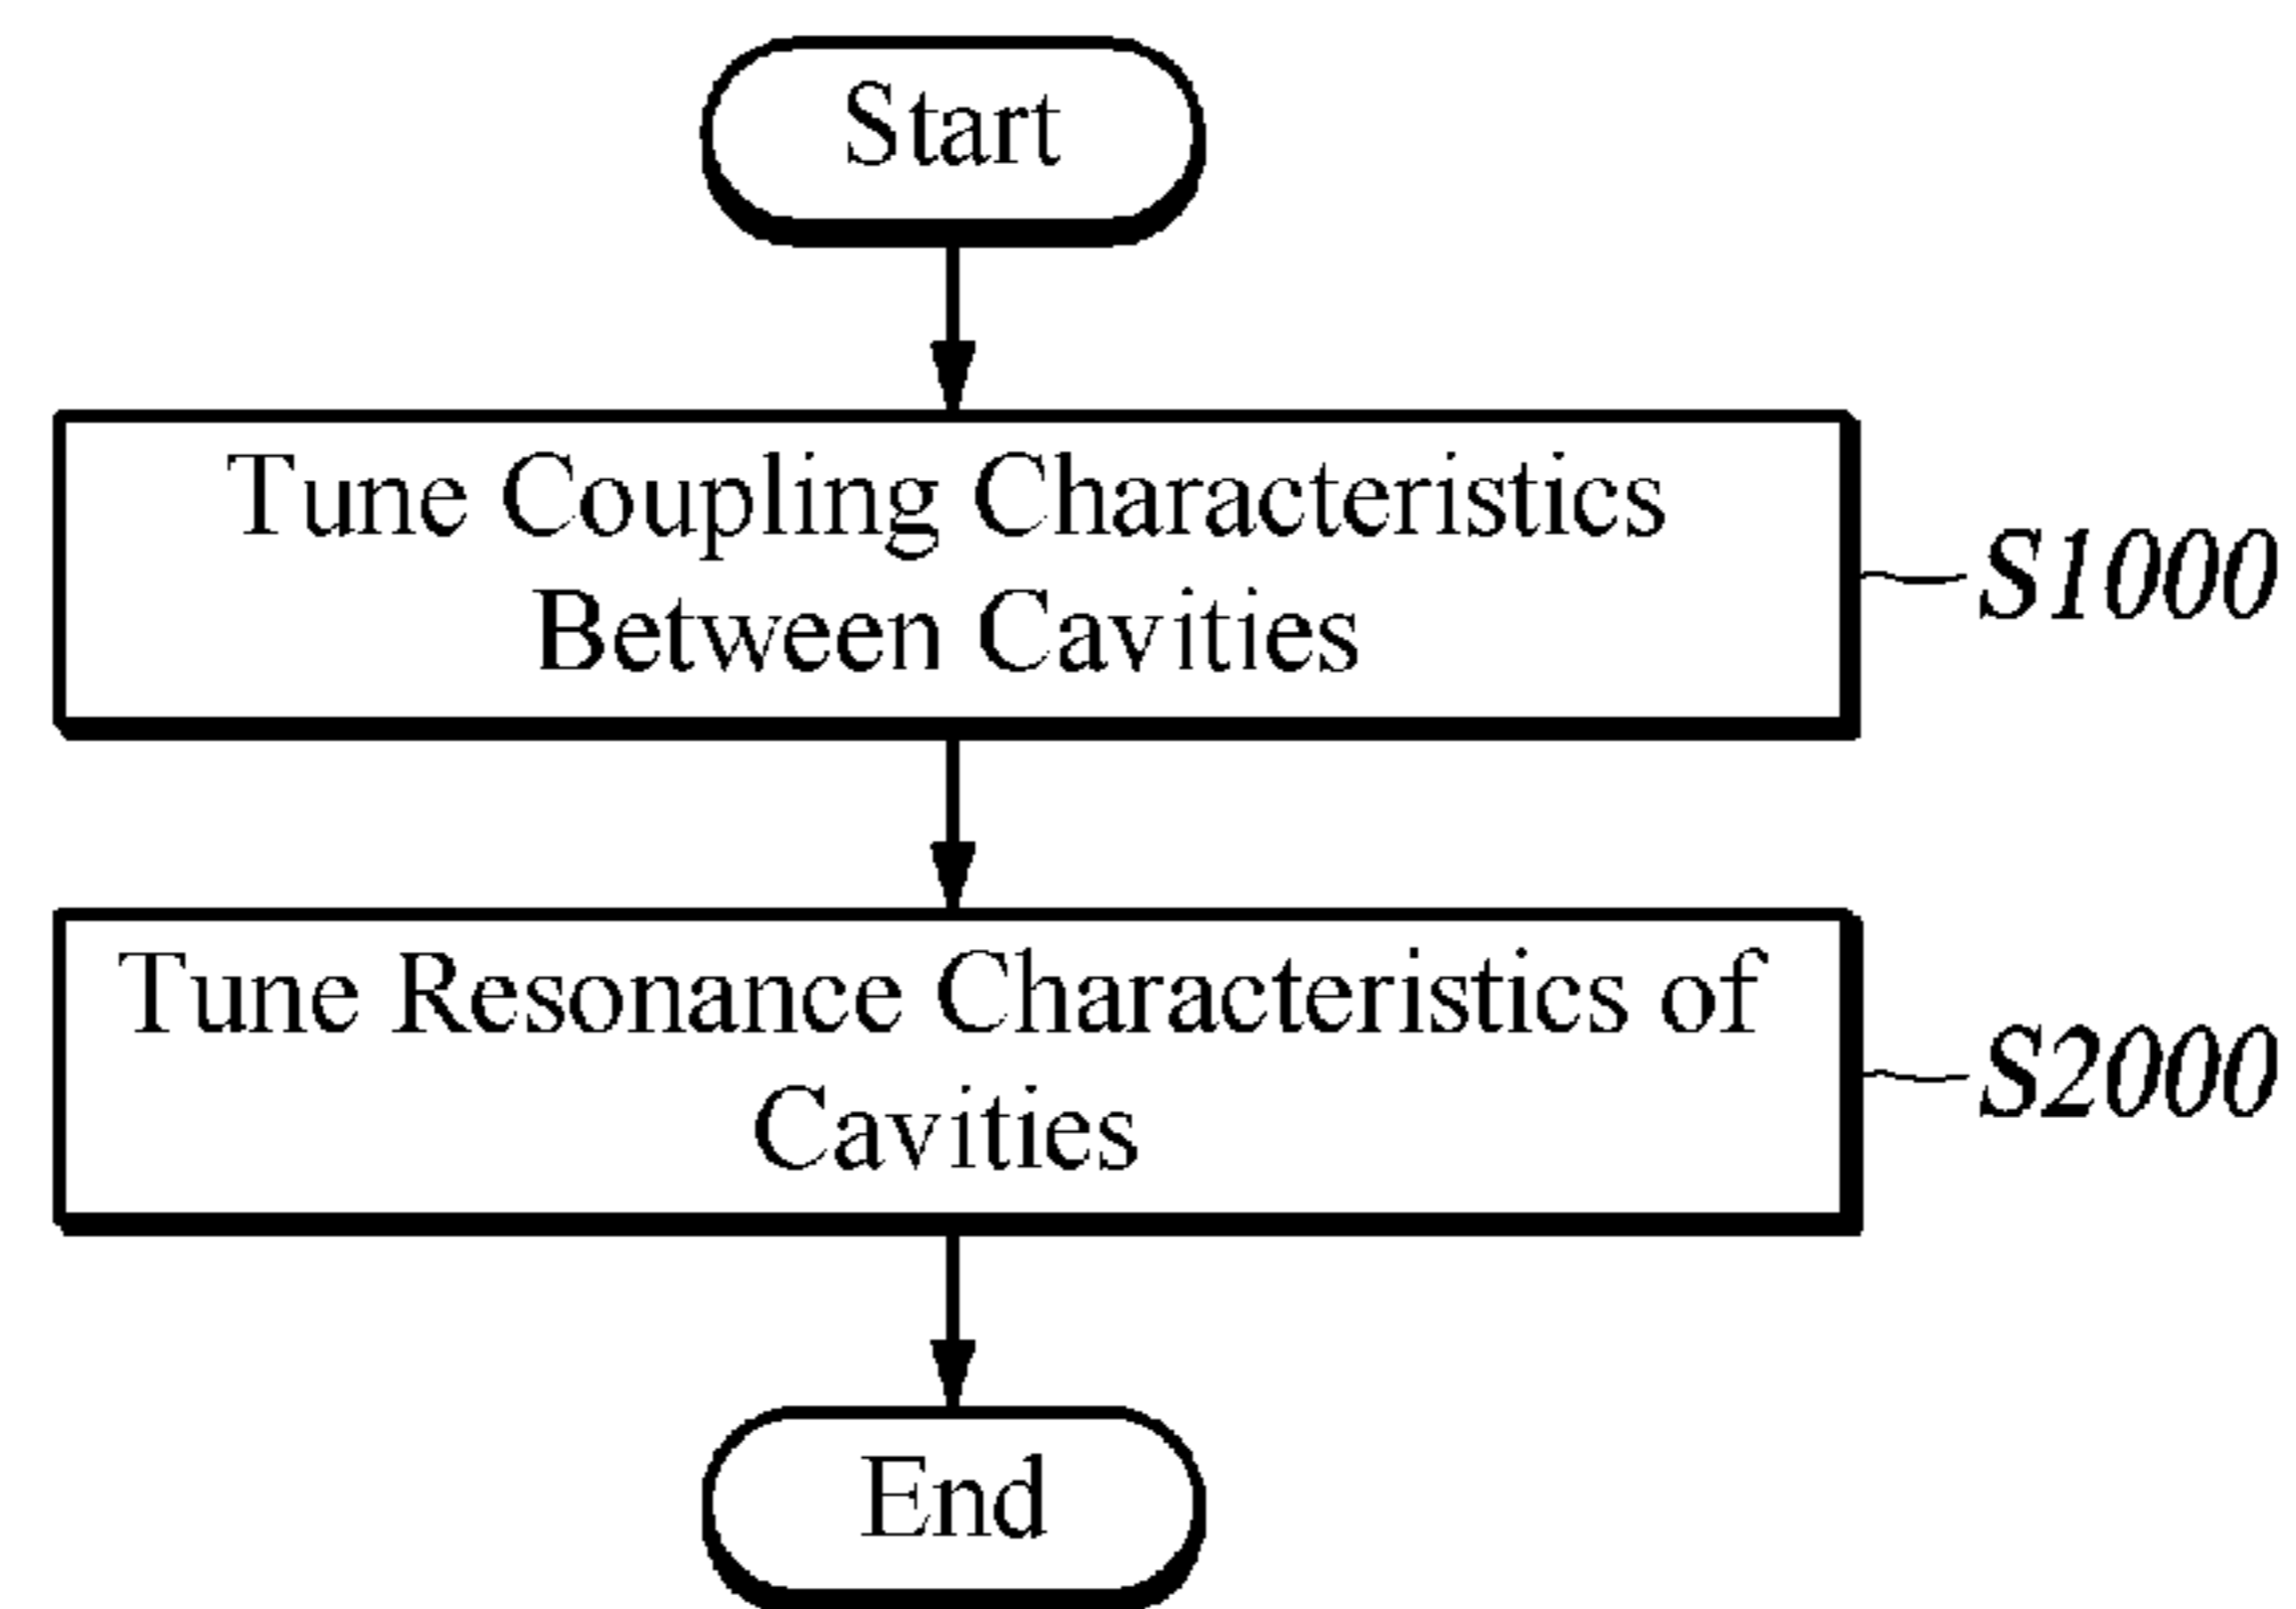 Start
Tune Coupling Characteristics
Between Cavities
S1000
Tune Resonance Characteristics of
Cavities
S2000
End